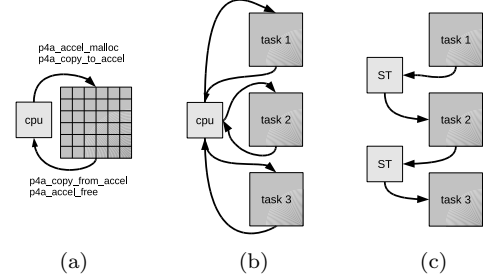 p4a_accel_malloc
p4a_copy_to_accel
cpu
p4a_copy_from_accel
p4a_accel_free
(a)
task 1
cpu
task 2
task 3
(b)
task 1
ST
task 2
ST
task 3
(c)